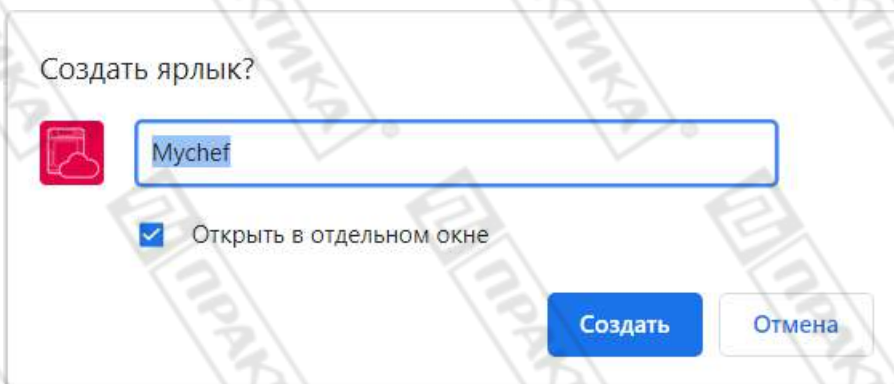 Создать ярлык?
Mychef
Открыть в отдельном окне
Создать
Отмена